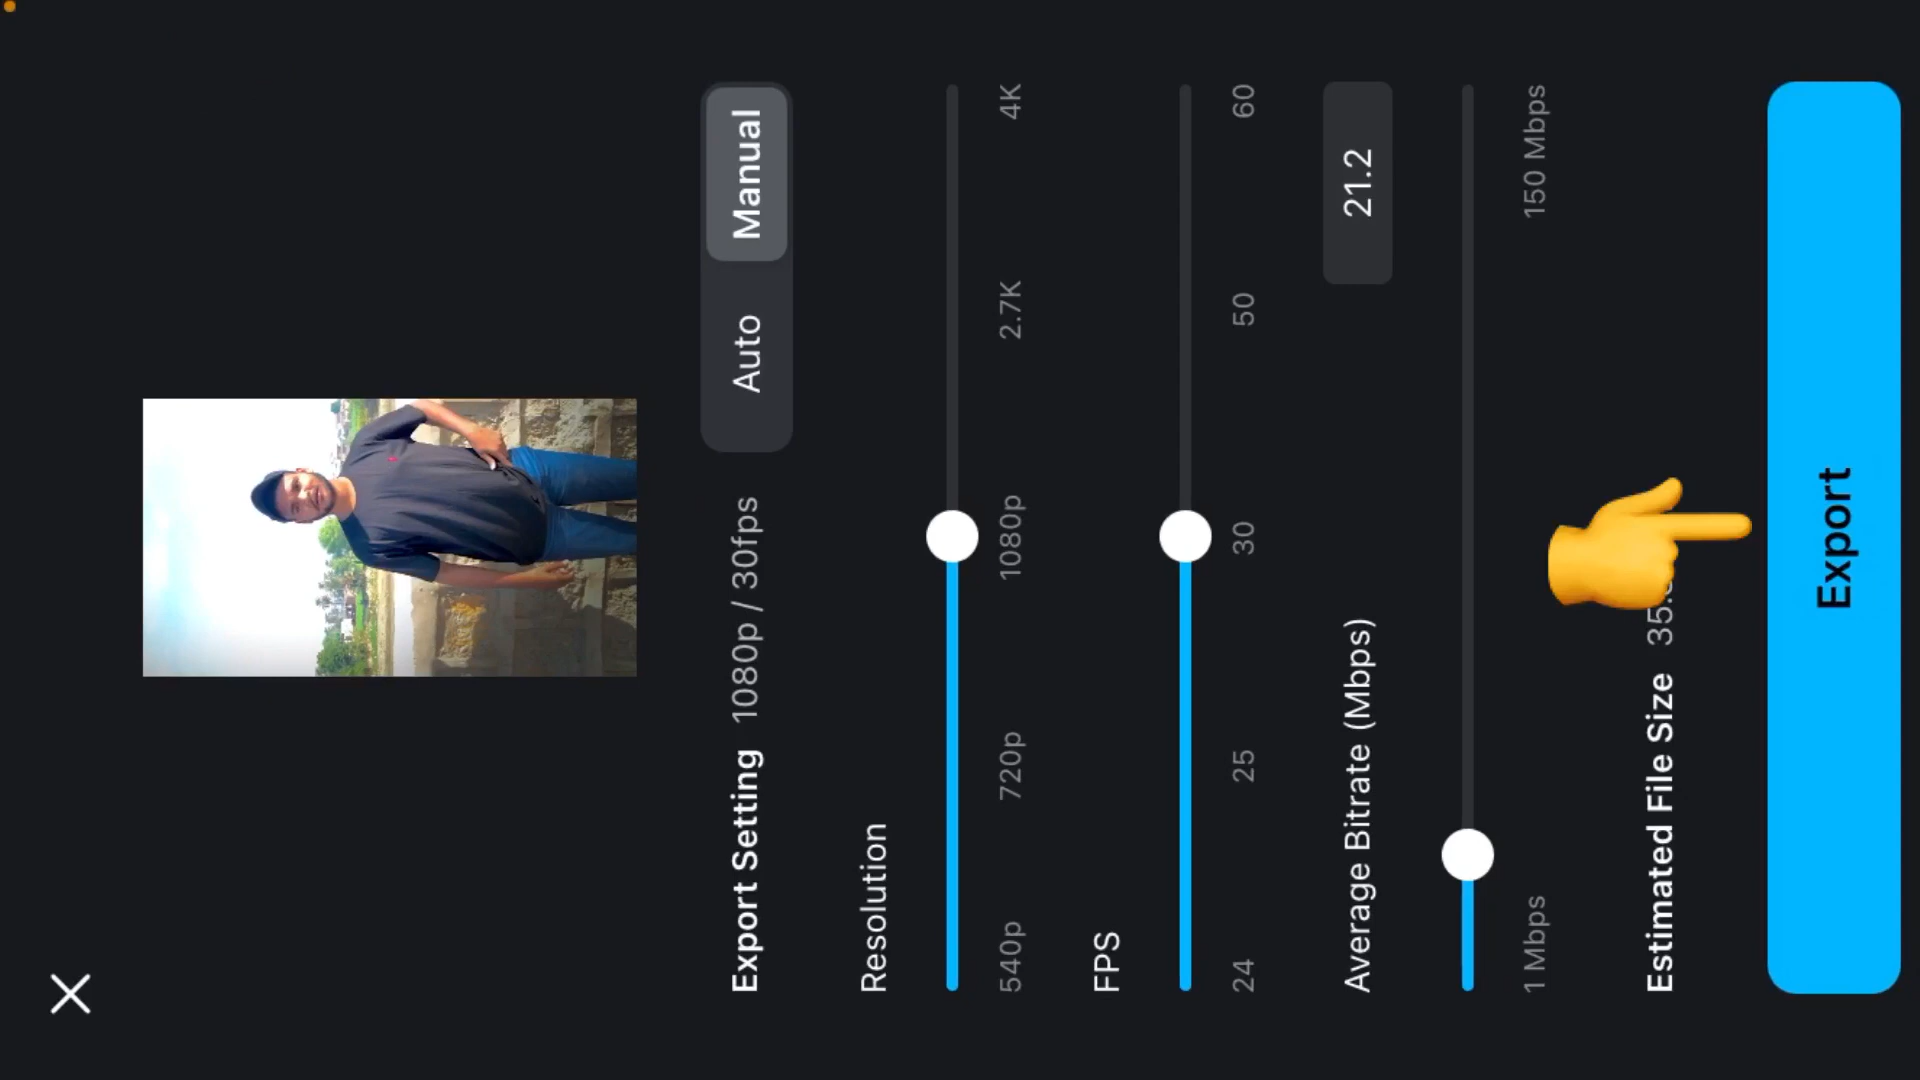 Export Setting 1080p / 30fps
Auto Manual
Resolution
540p 720p 1080p 2.7K 4K
FPS
24 25 30 50 60
Average Bitrate (Mbps) 21.2
1 Mbps 150 Mbps
Estimated File Size 35.
Export